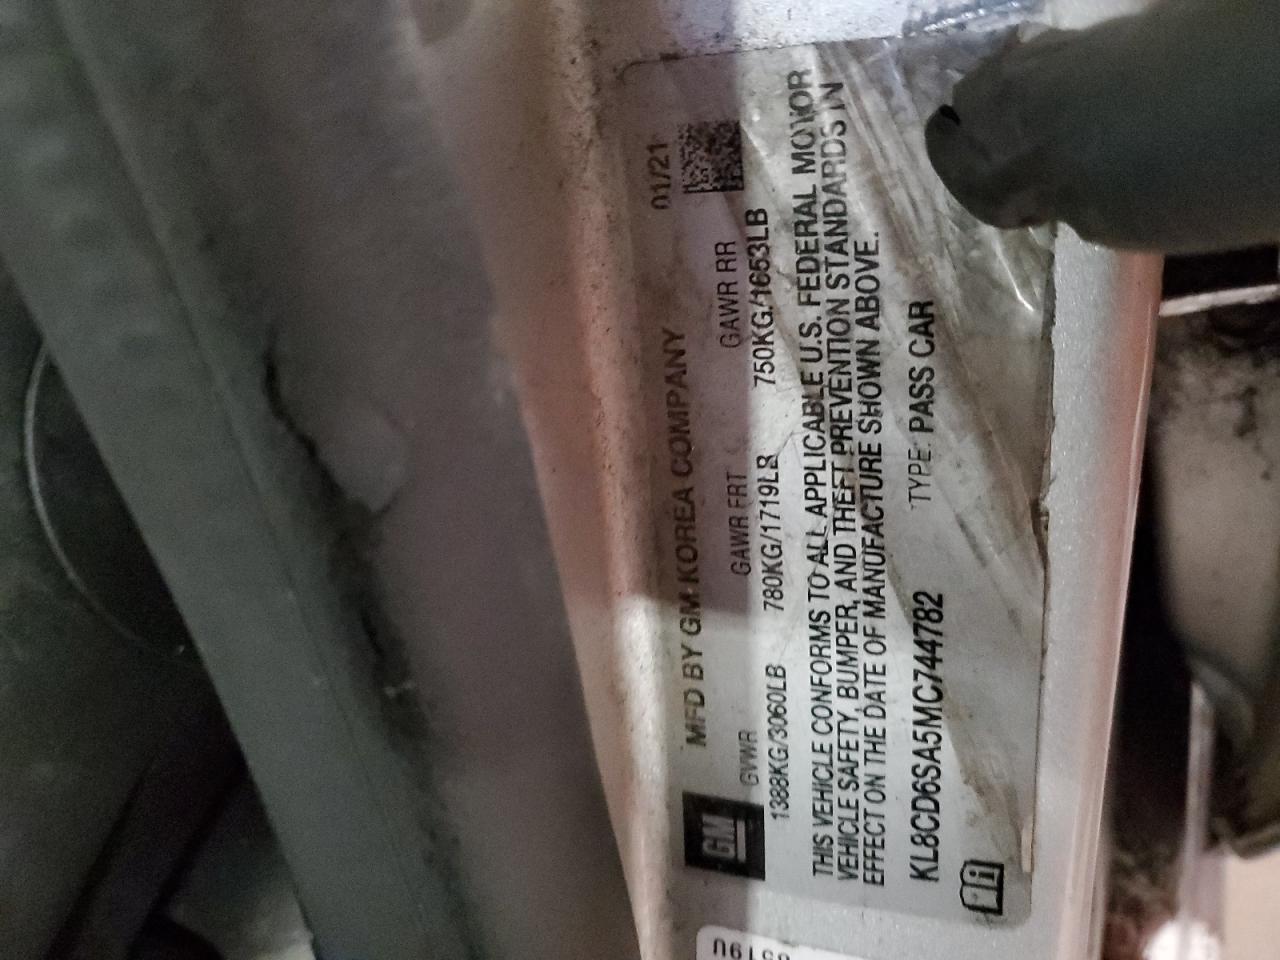 GM
MFD BY GM KOREA COMPANY 01/21
GVWR GAWR FRT GAWR RR
1388KG/3060LB 780KG/1719LB 750KG/1653LB
THIS VEHICLE CONFORMS TO ALL APPLICABLE U.S. FEDERAL MOTOR
VEHICLE SAFETY, BUMPER, AND THEFT PREVENTION STANDARDS IN
EFFECT ON THE DATE OF MANUFACTURE SHOWN ABOVE.
KL8CD6SA5MC744782 TYPE: PASS CAR